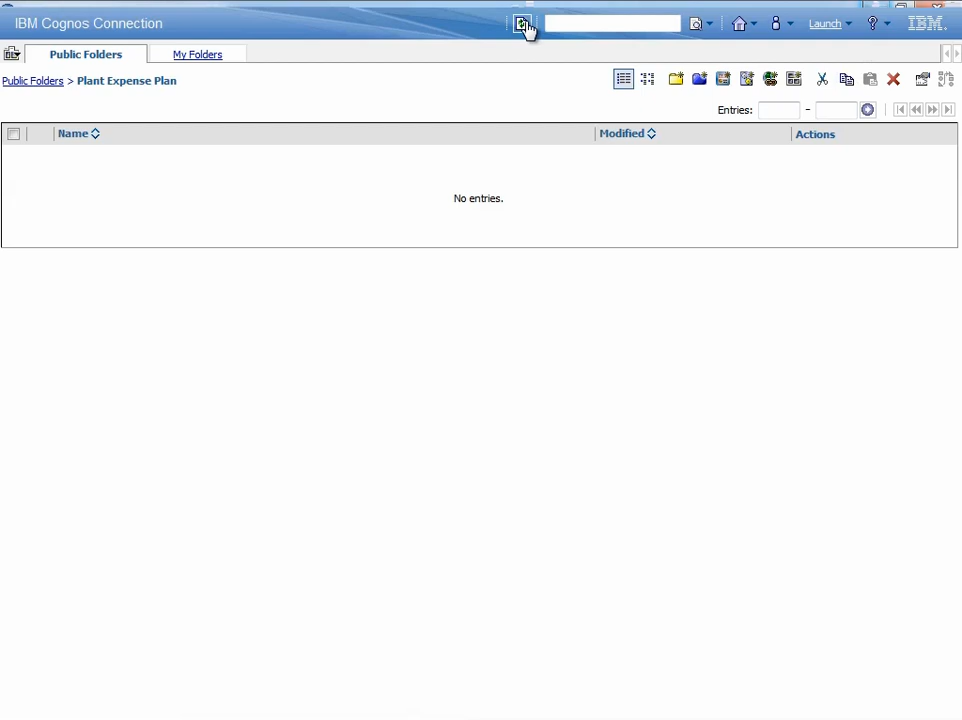 IBM Cognos Connection
Launch
IBM.
Public Folders
My Folders
Public Folders > Plant Expense Plan
Entries: -
Name
Modified
Actions
No entries.